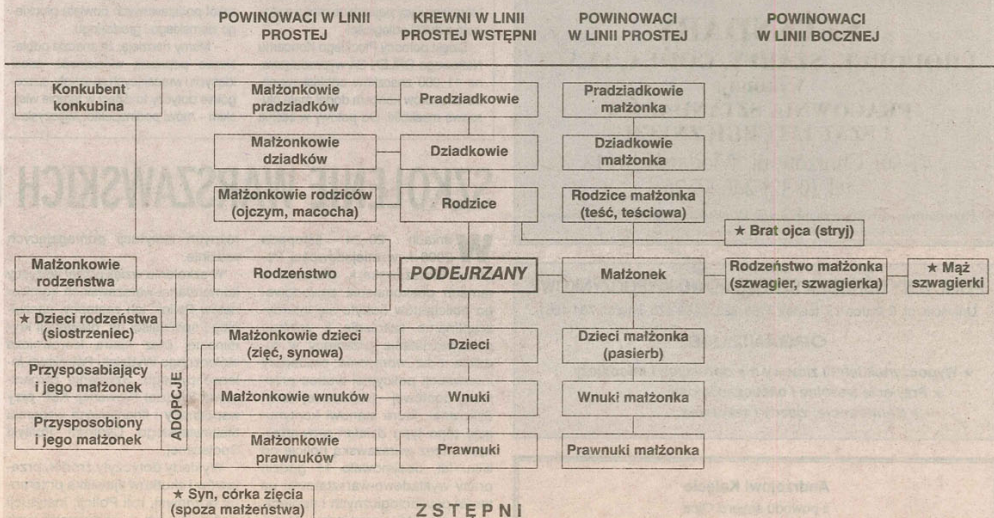 POWINOWACI W LINII
PROSTEJ
KREWNI W LINII
PROSTEJ WSTĘPNI
POWINOWACI
W LINII PROSTEJ
POWINOWACI
W LINII BOCZNEJ
Konkubent
konkubina
Małżonkowie
pradziadków
Pradziadkowie
Pradziadkowie
małżonka
Małżonkowie
dziadków
Dziadkowie
Dziadkowie
małżonka
Małżonkowie rodziców
(ojczym, macocha)
Rodzice
Rodzice małżonka
(teść, teściowa)
★ Brat ojca (stryj)
Małżonkowie
rodzeństwa
Rodzeństwo
PODEJRZANY
Małżonek
Rodzeństwo małżonka
(szwagier, szwagierka)
★ Mąż
szwagierki
★ Dzieci rodzeństwa
(siostrzeniec)
Małżonkowie dzieci
(zięć, synowa)
Dzieci
Dzieci małżonka
(pasierb)
Przysposabiający
i jego małżonek
ADOPCJE
Małżonkowie wnuków
Wnuki
Wnuki małżonka
Przysposobiony
i jego małżonek
Małżonkowie
prawnuków
Prawnuki
Prawnuki małżonka
★ Syn, córka zięcia
(spoza małżeństwa)
ZSTĘPNI